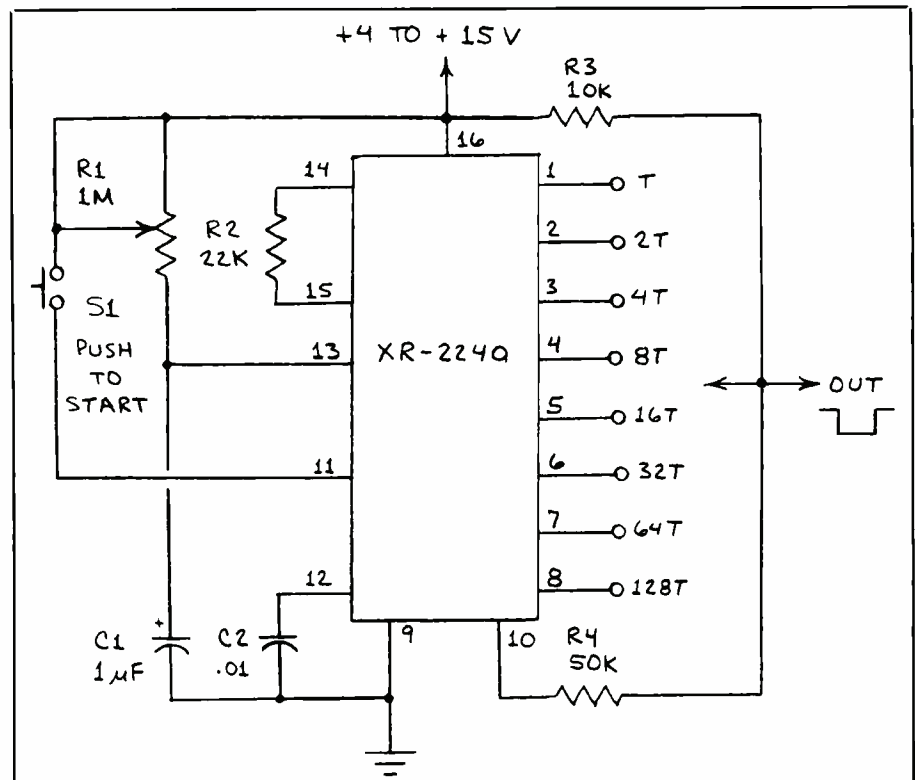 +4 TO +15V
R3
10K
16
R1
1M
14
R2
22K
15
S1
PUSH
TO
START
13
11
12
C1
+
1µF
C2
.01
9
10
XR-2240
1
T
2
2T
3
4T
4
8T
5
16T
6
32T
7
64T
8
128T
OUT
R4
50K